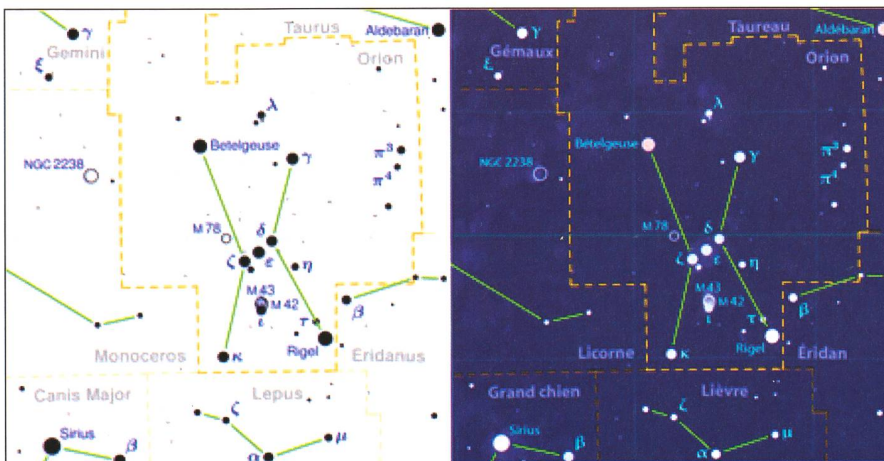 γ
Taurus
Aldebaran
Gemini
Orion
ξ
λ
Betelgeuse
γ
π³
NGC 2238
π⁴
M 78
δ
ζ
ε
η
M 43
M 42
ι
β
τ
Rigel
κ
Monoceros
Eridanus
Canis Major
Lepus
ζ
Sirius
β
μ
α
γ
Taureau
Aldébaran
Gémaux
Orion
ξ
λ
Bételgeuse
γ
π³
NGC 2238
π⁴
M 78
δ
ζ
ε
η
M 43
M 42
ι
β
τ
Rigel
κ
Licorne
Éridan
Grand chien
Lièvre
ζ
Sirius
β
μ
α